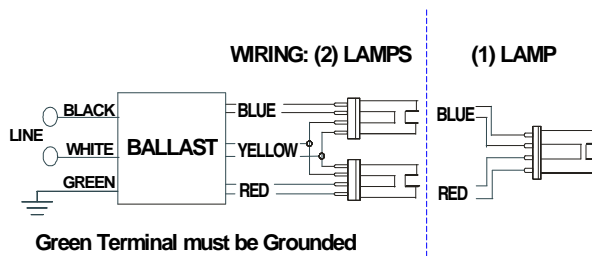 WIRING: (2) LAMPS
(1) LAMP
BLACK
LINE
WHITE
GREEN
BALLAST
BLUE
YELLOW
RED
BLUE
RED
Green Terminal must be Grounded